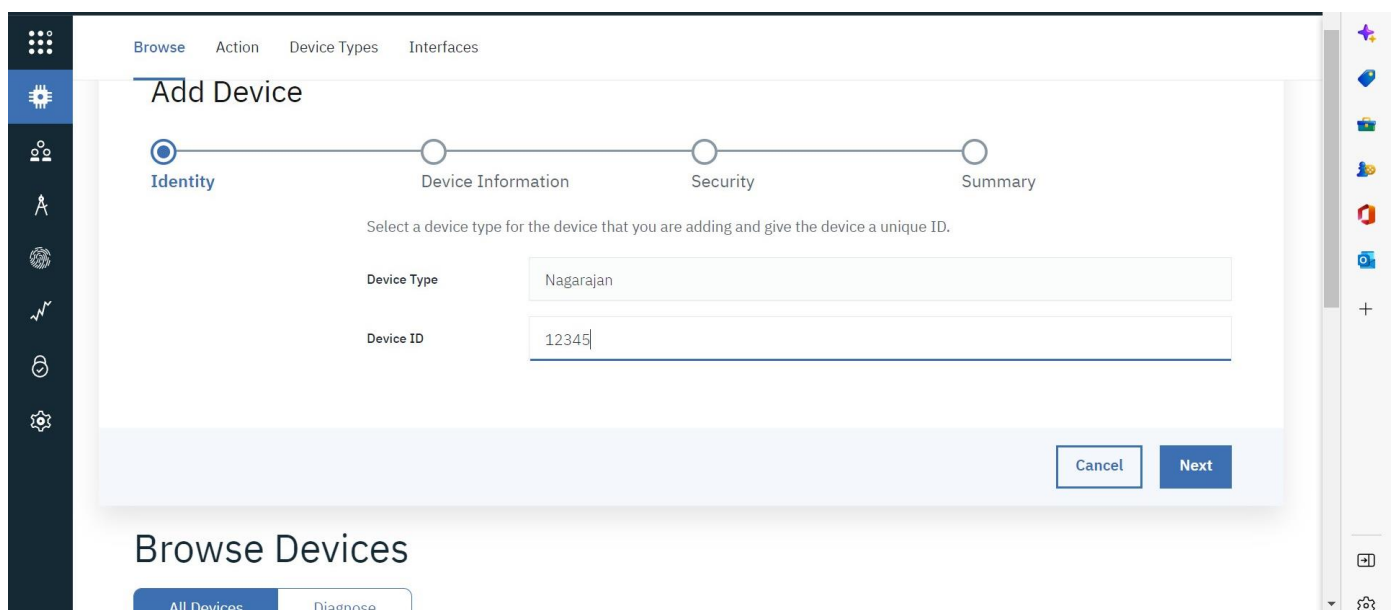 Browse Action Device Types Interfaces
Add Device
Identity Device Information Security Summary
Select a device type for the device that you are adding and give the device a unique ID.
Device Type Nagarajan
Device ID 12345
Cancel Next
Browse Devices
All Devices Diagnose